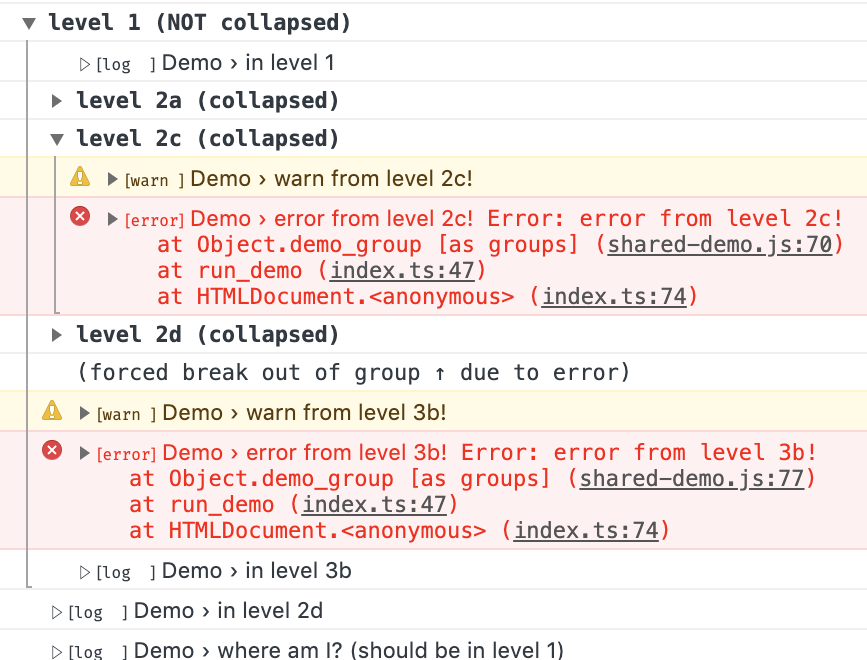 ▼ level 1 (NOT collapsed)
▷ [log  ] Demo › in level 1
▶ level 2a (collapsed)
▼ level 2c (collapsed)
▶ [warn ] Demo › warn from level 2c!
▶ [error] Demo › error from level 2c! Error: error from level 2c!
at Object.demo_group [as groups] (shared-demo.js:70)
at run_demo (index.ts:47)
at HTMLDocument.<anonymous> (index.ts:74)
▶ level 2d (collapsed)
(forced break out of group ↑ due to error)
▶ [warn ] Demo › warn from level 3b!
▶ [error] Demo › error from level 3b! Error: error from level 3b!
at Object.demo_group [as groups] (shared-demo.js:77)
at run_demo (index.ts:47)
at HTMLDocument.<anonymous> (index.ts:74)
▷ [log  ] Demo › in level 3b
▷ [log  ] Demo › in level 2d
▷ [log  ] Demo › where am I? (should be in level 1)